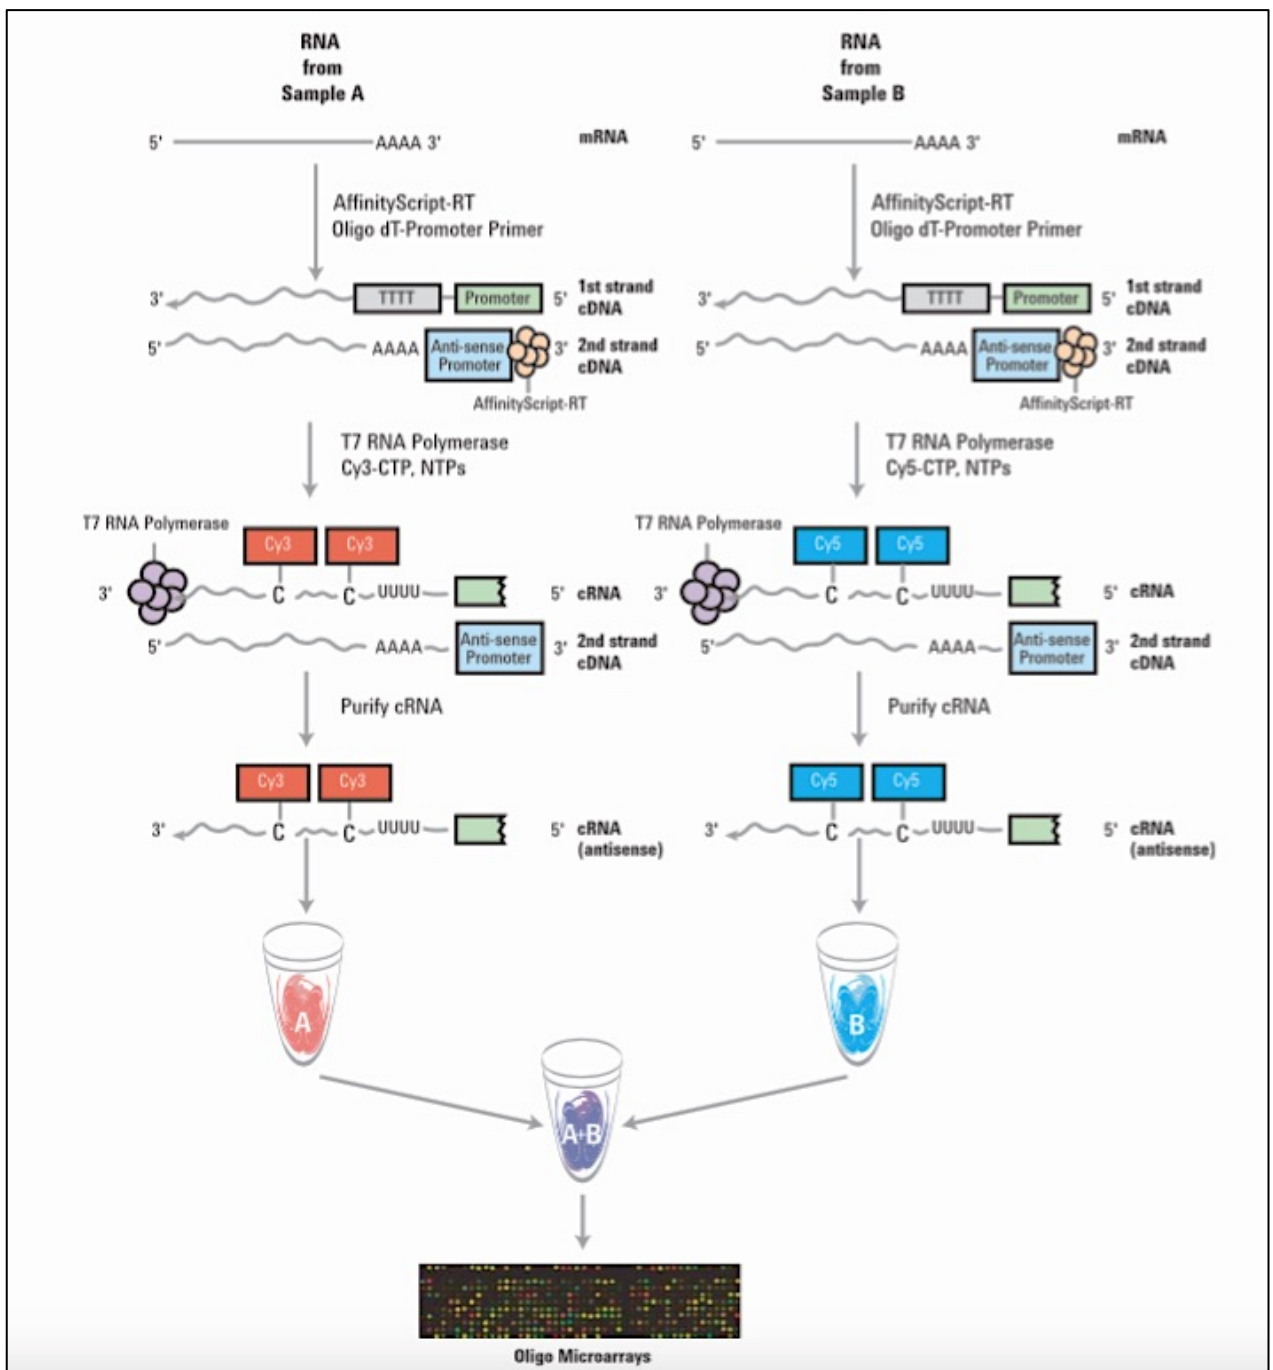 RNA
from
Sample A
RNA
from
Sample B
5' AAAA 3' mRNA
5' AAAA 3' mRNA
AffinityScript-RT
Oligo dT-Promoter Primer
AffinityScript-RT
Oligo dT-Promoter Primer
3' TTTT Promoter 5' 1st strand
cDNA
3' TTTT Promoter 5' 1st strand
cDNA
5' AAAA Anti-sense
Promoter 3' 2nd strand
cDNA
AffinityScript-RT
5' AAAA Anti-sense
Promoter 3' 2nd strand
cDNA
AffinityScript-RT
T7 RNA Polymerase
Cy3-CTP, NTPs
T7 RNA Polymerase
Cy5-CTP, NTPs
T7 RNA Polymerase
Cy3 Cy3
3' C C UUUU 5' cRNA
T7 RNA Polymerase
Cy5 Cy5
3' C C UUUU 5' cRNA
5' AAAA Anti-sense
Promoter 3' 2nd strand
cDNA
5' AAAA Anti-sense
Promoter 3' 2nd strand
cDNA
Purify cRNA
Purify cRNA
Cy3 Cy3
3' C C UUUU 5' cRNA
(antisense)
Cy5 Cy5
3' C C UUUU 5' cRNA
(antisense)
A
B
A+B
Oligo Microarrays